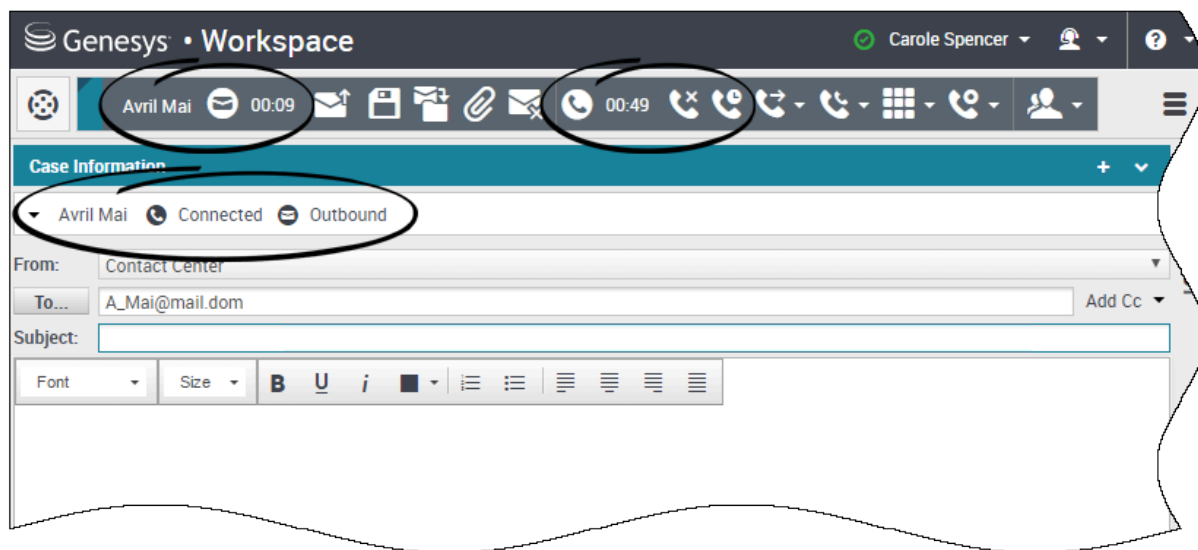 Genesys • Workspace Carole Spencer ?
Avril Mai 00:09 00:49
Case Information +
Avril Mai Connected Outbound
From: Contact Center
To... A_Mai@mail.dom Add Cc
Subject:
Font Size B U i